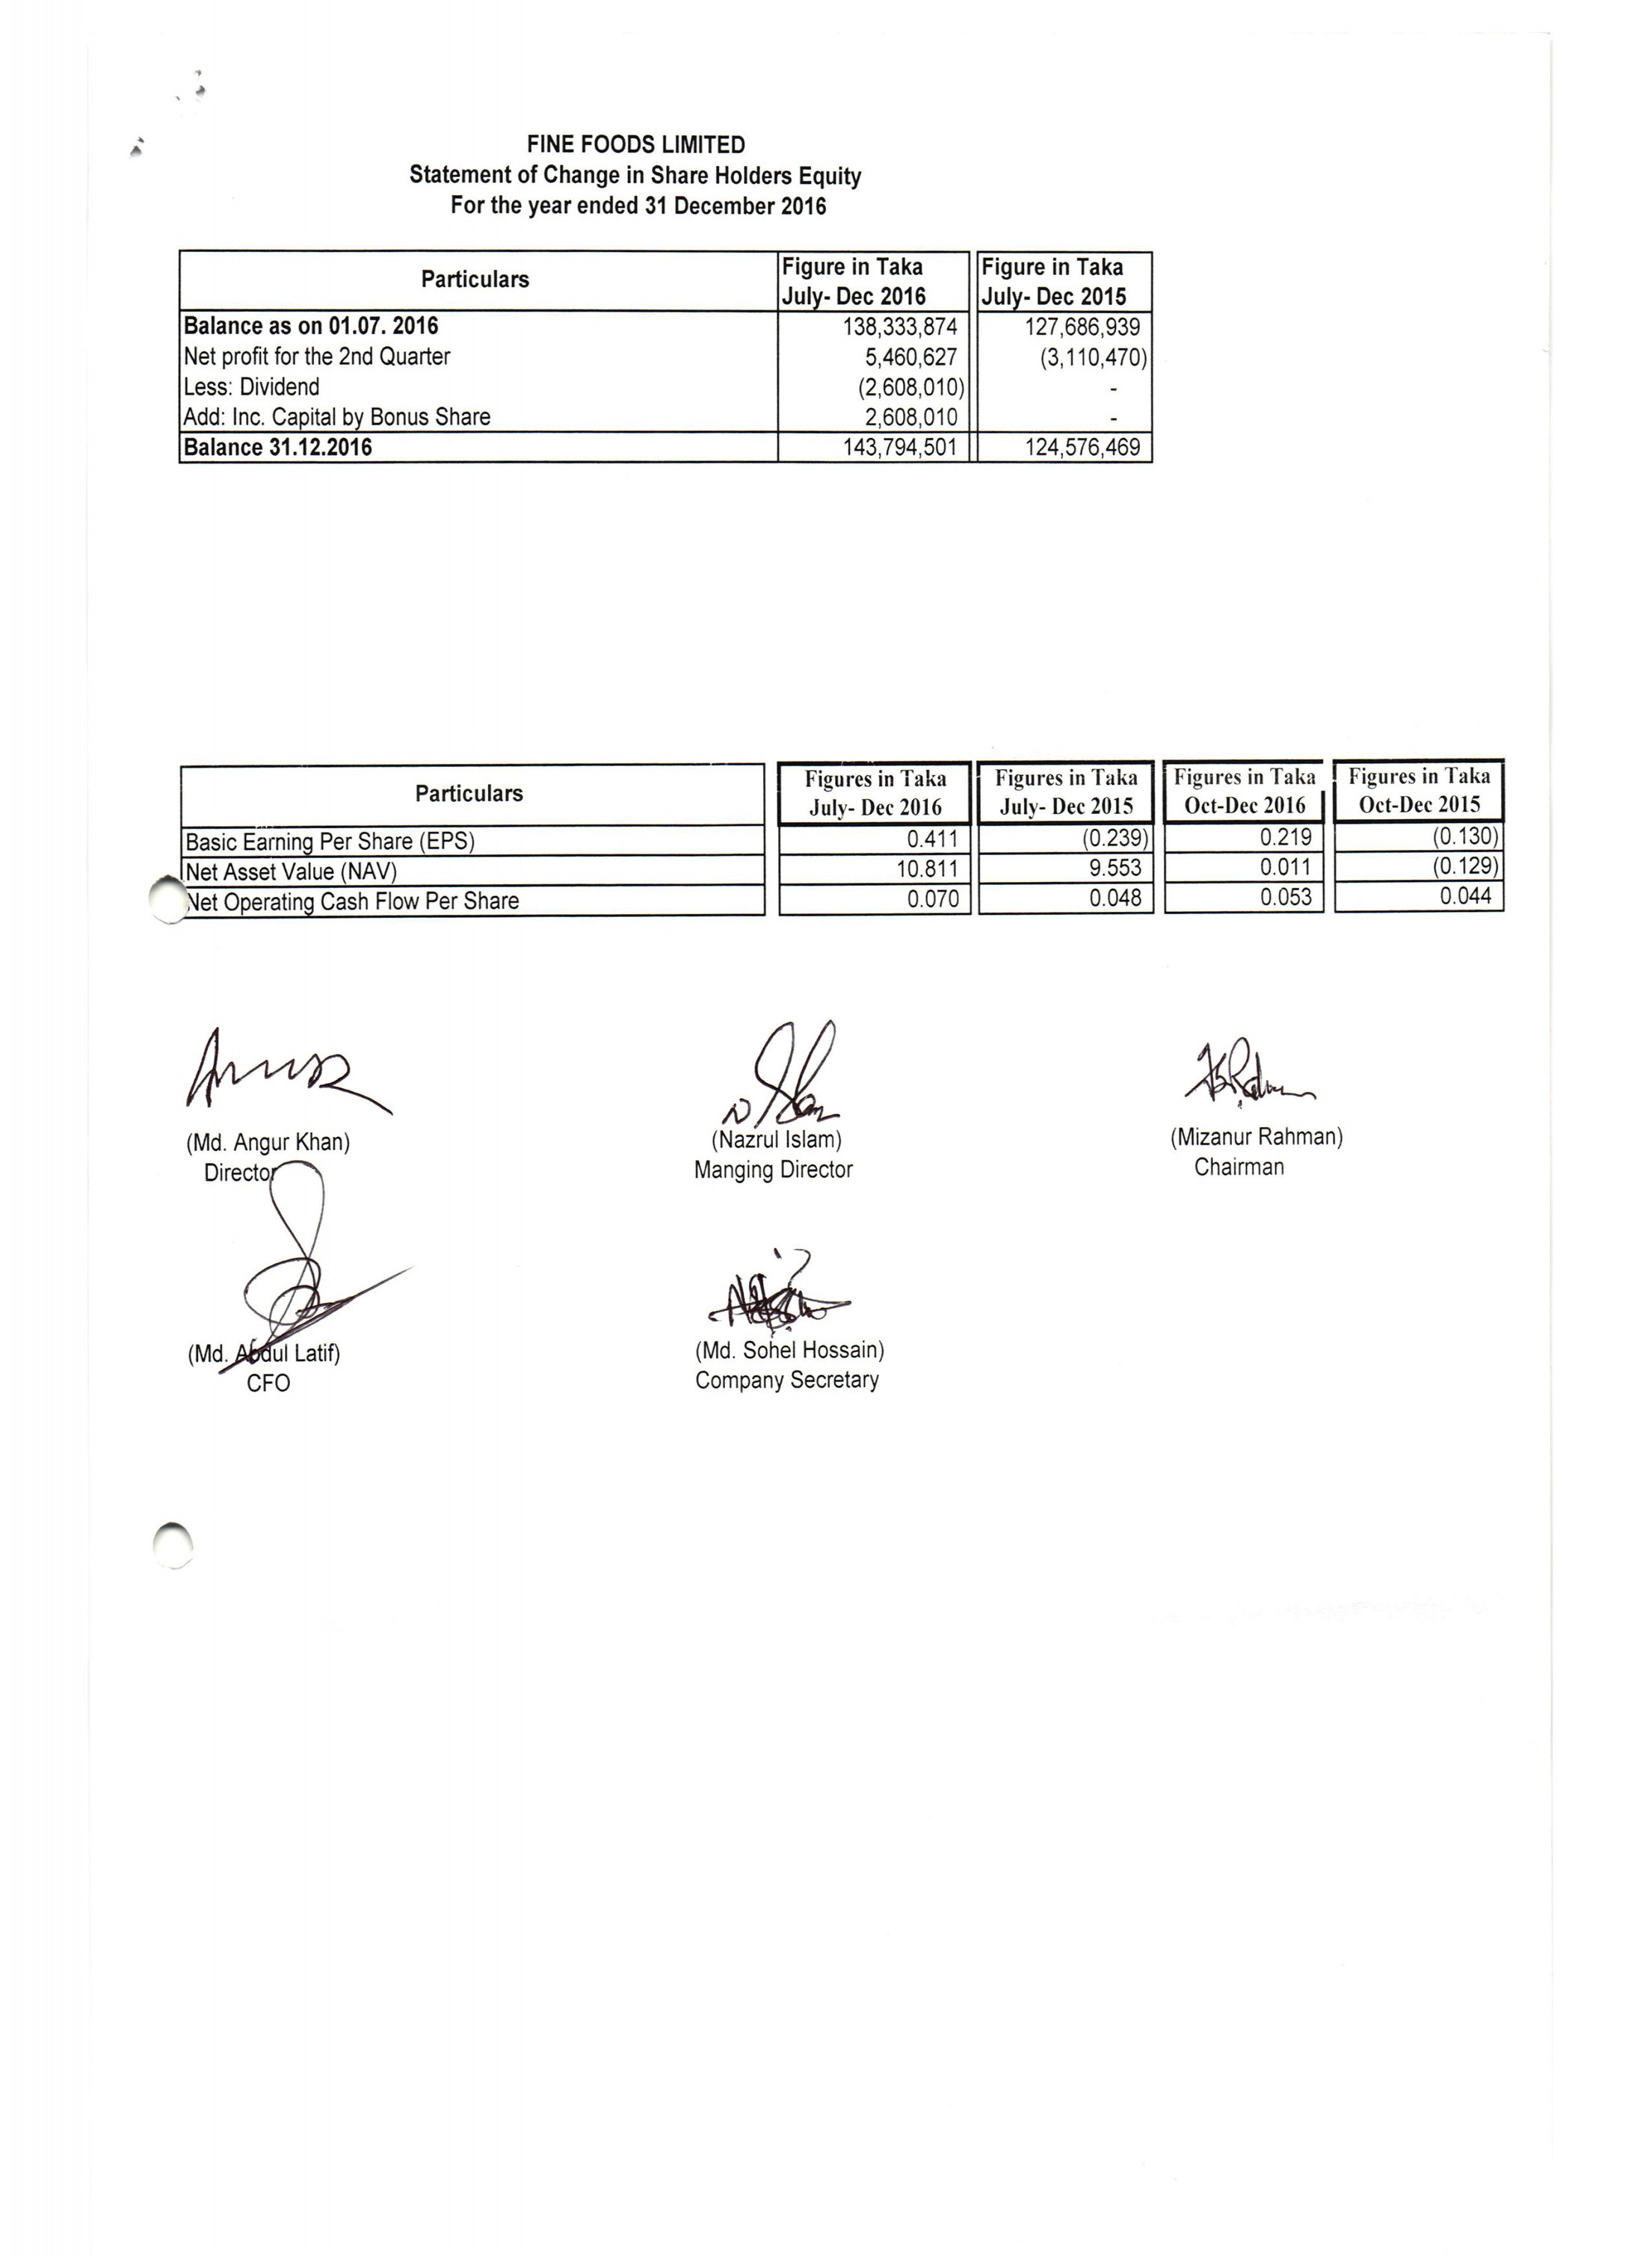 FINE FOODS LIMITED
Statement of Change in Share Holders Equity
For the year ended 31 December 2016
Particulars Figure in Taka July- Dec 2016 Figure in Taka July- Dec 2015
Balance as on 01.07. 2016 138,333,874 127,686,939
Net profit for the 2nd Quarter 5,460,627 (3,110,470)
Less: Dividend (2,608,010) -
Add: Inc. Capital by Bonus Share 2,608,010 -
Balance 31.12.2016 143,794,501 124,576,469
Particulars Figures in Taka July- Dec 2016 Figures in Taka July- Dec 2015 Figures in Taka Oct-Dec 2016 Figures in Taka Oct-Dec 2015
Basic Earning Per Share (EPS) 0.411 (0.239) 0.219 (0.130)
Net Asset Value (NAV) 10.811 9.553 0.011 (0.129)
Net Operating Cash Flow Per Share 0.070 0.048 0.053 0.044
(Md. Angur Khan) (Nazrul Islam) (Mizanur Rahman)
Director Manging Director Chairman
(Md. Abdul Latif) (Md. Sohel Hossain)
CFO Company Secretary